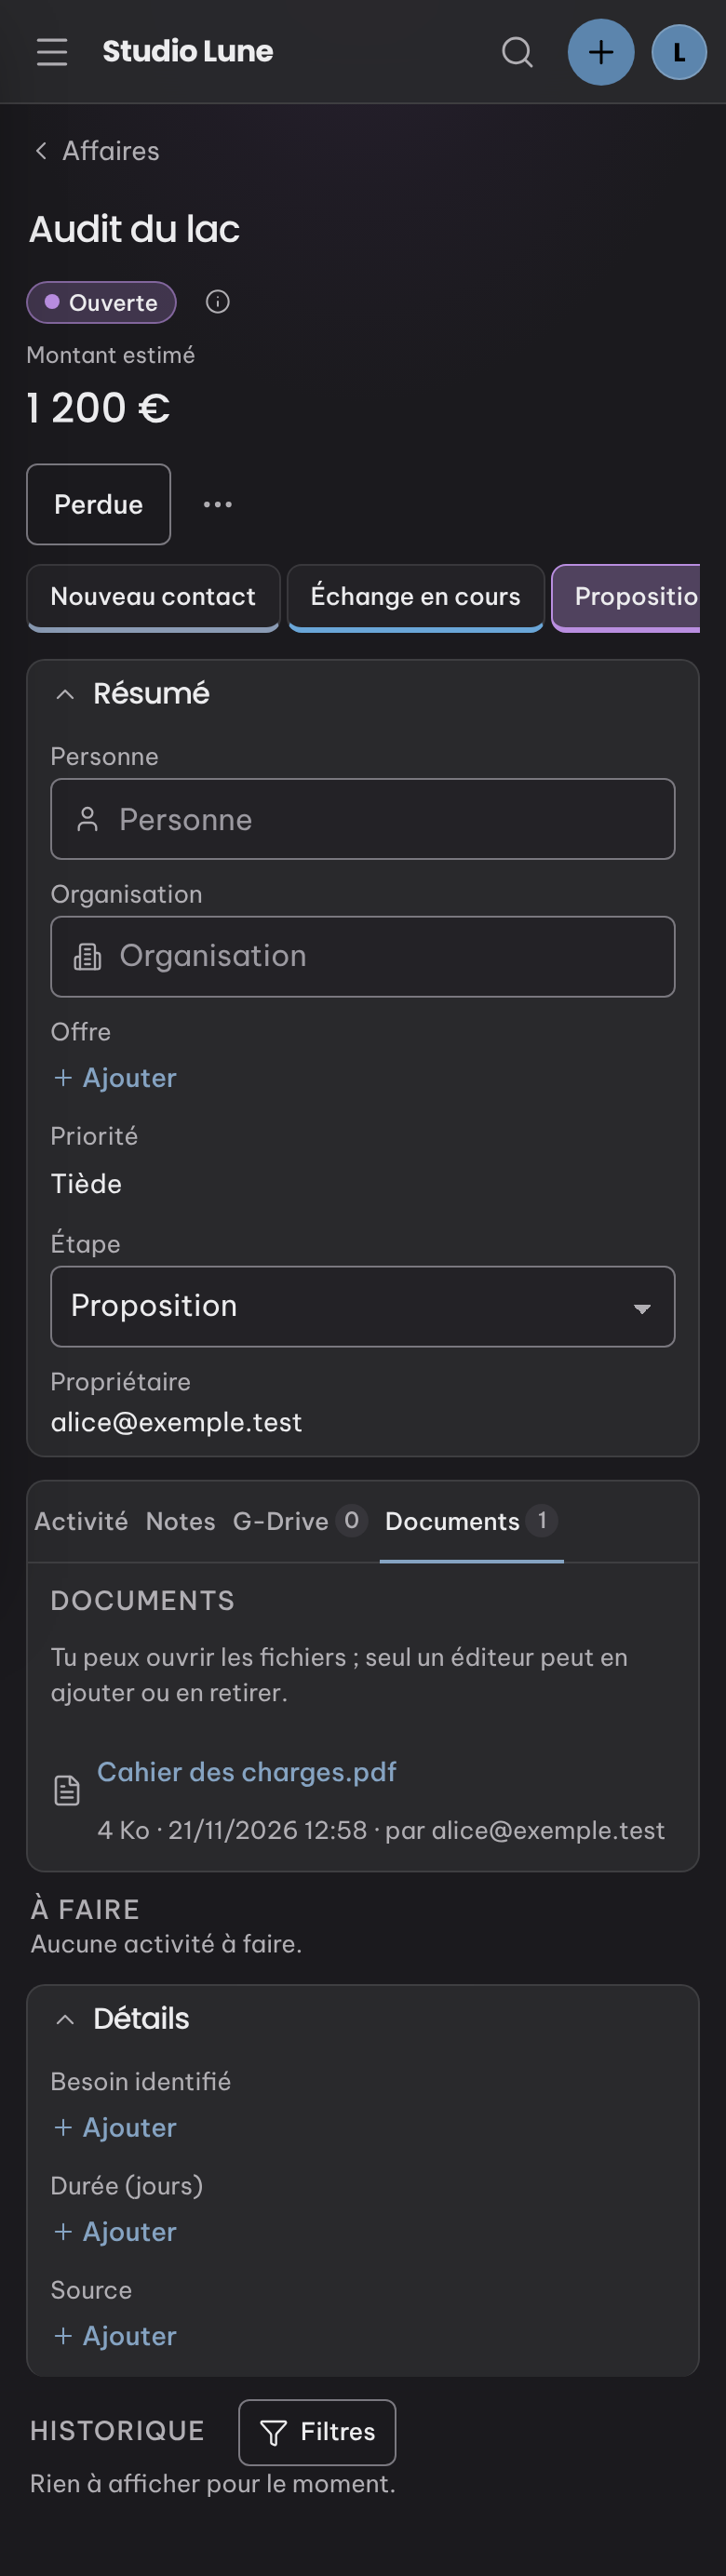 Studio Lune
L
Affaires
Audit du lac
Ouverte
Montant estimé
1 200 €
Perdue
Nouveau contact
Échange en cours
Propositio
Résumé
Personne
Personne
Organisation
Organisation
Offre
+ Ajouter
Priorité
Tiède
Étape
Proposition
Propriétaire
alice@exemple.test
Activité Notes G-Drive 0 Documents 1
DOCUMENTS
Tu peux ouvrir les fichiers ; seul un éditeur peut en
ajouter ou en retirer.
Cahier des charges.pdf
4 Ko · 21/11/2026 12:58 · par alice@exemple.test
À FAIRE
Aucune activité à faire.
Détails
Besoin identifié
+ Ajouter
Durée (jours)
+ Ajouter
Source
+ Ajouter
HISTORIQUE
Filtres
Rien à afficher pour le moment.